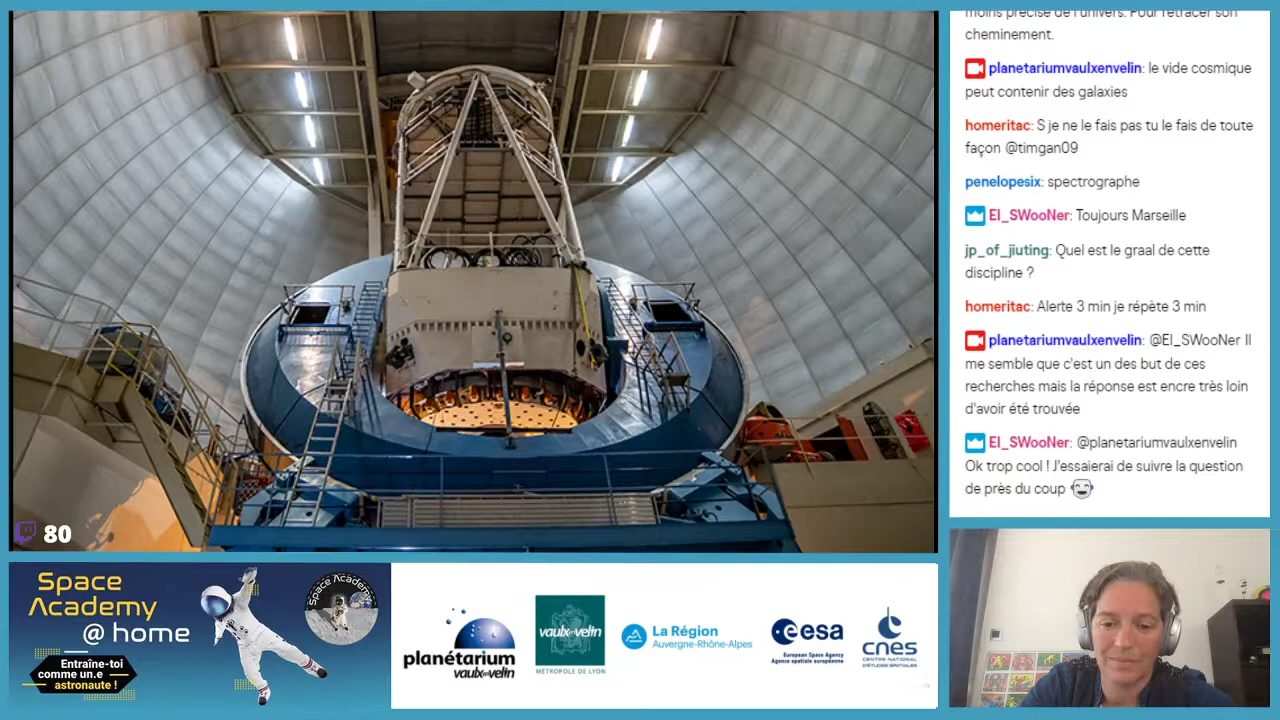 moins précise de l'univers. Pour retracer son
cheminement.
planetariumvaulxenvelin: le vide cosmique
peut contenir des galaxies
homeritac: S je ne le fais pas tu le fais de toute
façon @timgan09
penelopesix: spectrographe
El_SWooNer: Toujours Marseille
jp_of_jiuting: Quel est le graal de cette
discipline ?
homeritac: Alerte 3 min je répète 3 min
planetariumvaulxenvelin: @El_SWooNer Il
me semble que c'est un des but de ces
recherches mais la réponse est encre très loin
d'avoir été trouvée
El_SWooNer: @planetariumvaulxenvelin
Ok trop cool ! J'essaierai de suivre la question
de près du coup
80
Space
Academy
@ home
Entraîne-toi
comme un.e
astronaute !
Space Academy
planétarium
vaulx en velin
vaulx en velin
MÉTROPOLE DE LYON
La Région
Auvergne-Rhône-Alpes
esa
European Space Agency
Agence spatiale européenne
cnes
CENTRE NATIONAL
D'ÉTUDES SPATIALES